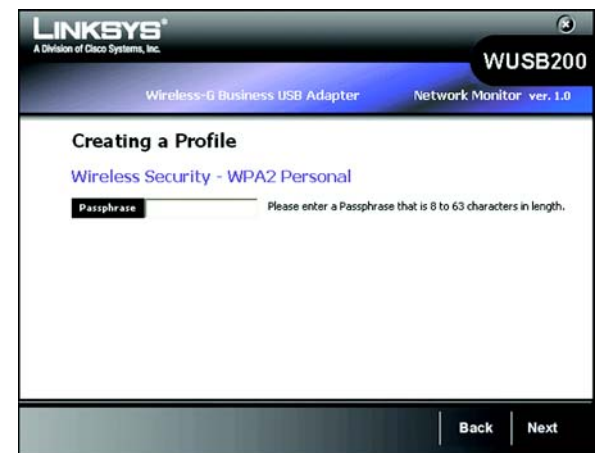 LINKSYS®
A Division of Cisco Systems, Inc.
WUSB200
Wireless-G Business USB Adapter
Network Monitor ver. 1.0
Creating a Profile
Wireless Security - WPA2 Personal
Passphrase
Please enter a Passphrase that is 8 to 63 characters in length.
Back
Next